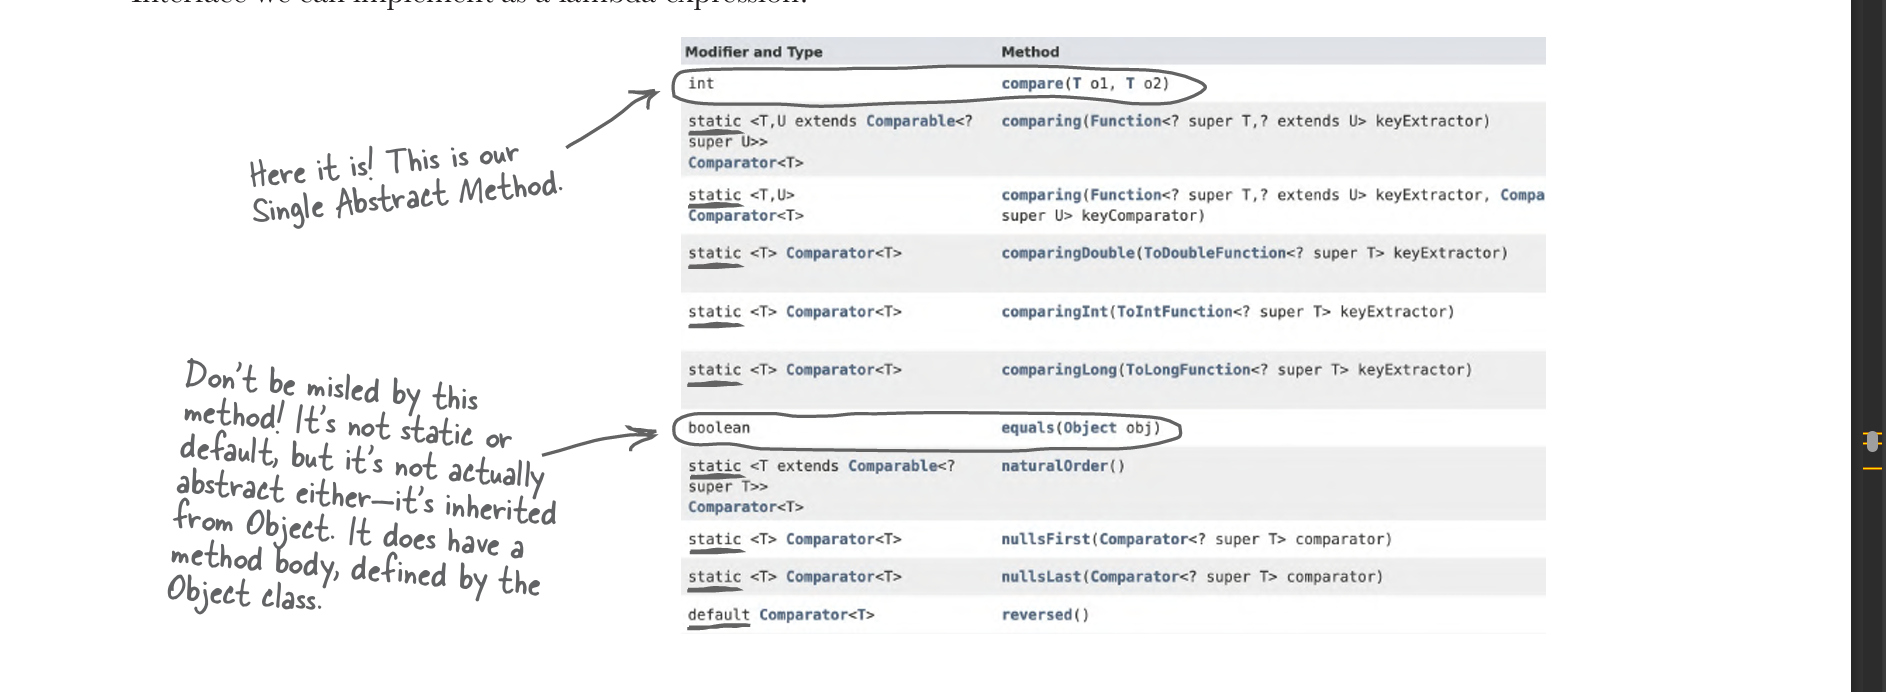 Interface we can implement as a lambda expression?
Modifier and Type Method
int compare(T o1, T o2)
static <T,U extends Comparable<? comparing(Function<? super T,? extends U> keyExtractor)
super U>>
Comparator<T>
static <T,U> comparing(Function<? super T,? extends U> keyExtractor, Compa
Comparator<T> super U> keyComparator)
static <T> Comparator<T> comparingDouble(ToDoubleFunction<? super T> keyExtractor)
static <T> Comparator<T> comparingInt(ToIntFunction<? super T> keyExtractor)
static <T> Comparator<T> comparingLong(ToLongFunction<? super T> keyExtractor)
boolean equals(Object obj)
static <T extends Comparable<? naturalOrder()
super T>>
Comparator<T>
static <T> Comparator<T> nullsFirst(Comparator<? super T> comparator)
static <T> Comparator<T> nullsLast(Comparator<? super T> comparator)
default Comparator<T> reversed()
Here it is! This is our
Single Abstract Method.
Don't be misled by this
method! It's not static or
default, but it's not actually
abstract either—it's inherited
from Object. It does have a
method body, defined by the
Object class.